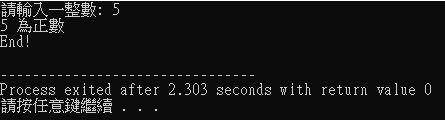 請輸入一整數: 5
5 為正數
End!
--------------------------------
Process exited after 2.303 seconds with return value 0
請按任意鍵繼續 . . .